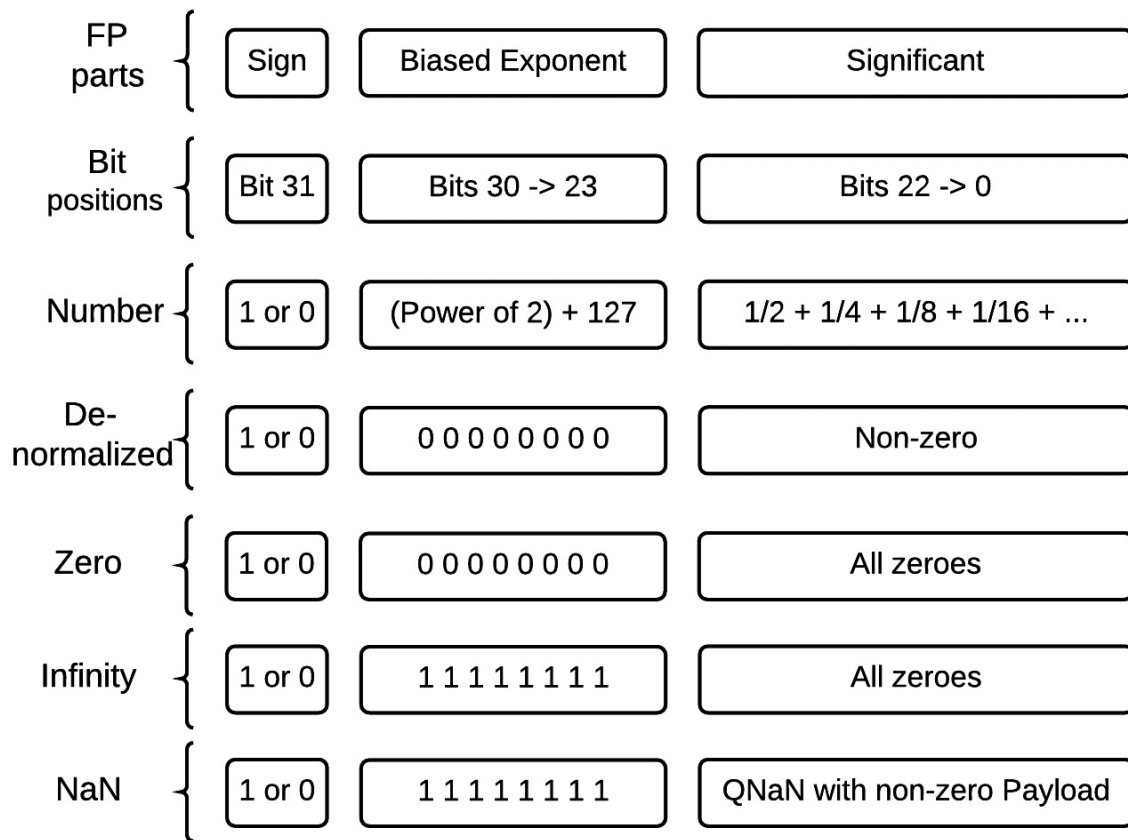 FP
parts
Sign
Biased Exponent
Significant
Bit
positions
Bit 31
Bits 30 -> 23
Bits 22 -> 0
Number
1 or 0
(Power of 2) + 127
1/2 + 1/4 + 1/8 + 1/16 + ...
De-
normalized
1 or 0
0 0 0 0 0 0 0 0
Non-zero
Zero
1 or 0
0 0 0 0 0 0 0 0
All zeroes
Infinity
1 or 0
1 1 1 1 1 1 1 1
All zeroes
NaN
1 or 0
1 1 1 1 1 1 1 1
QNaN with non-zero Payload